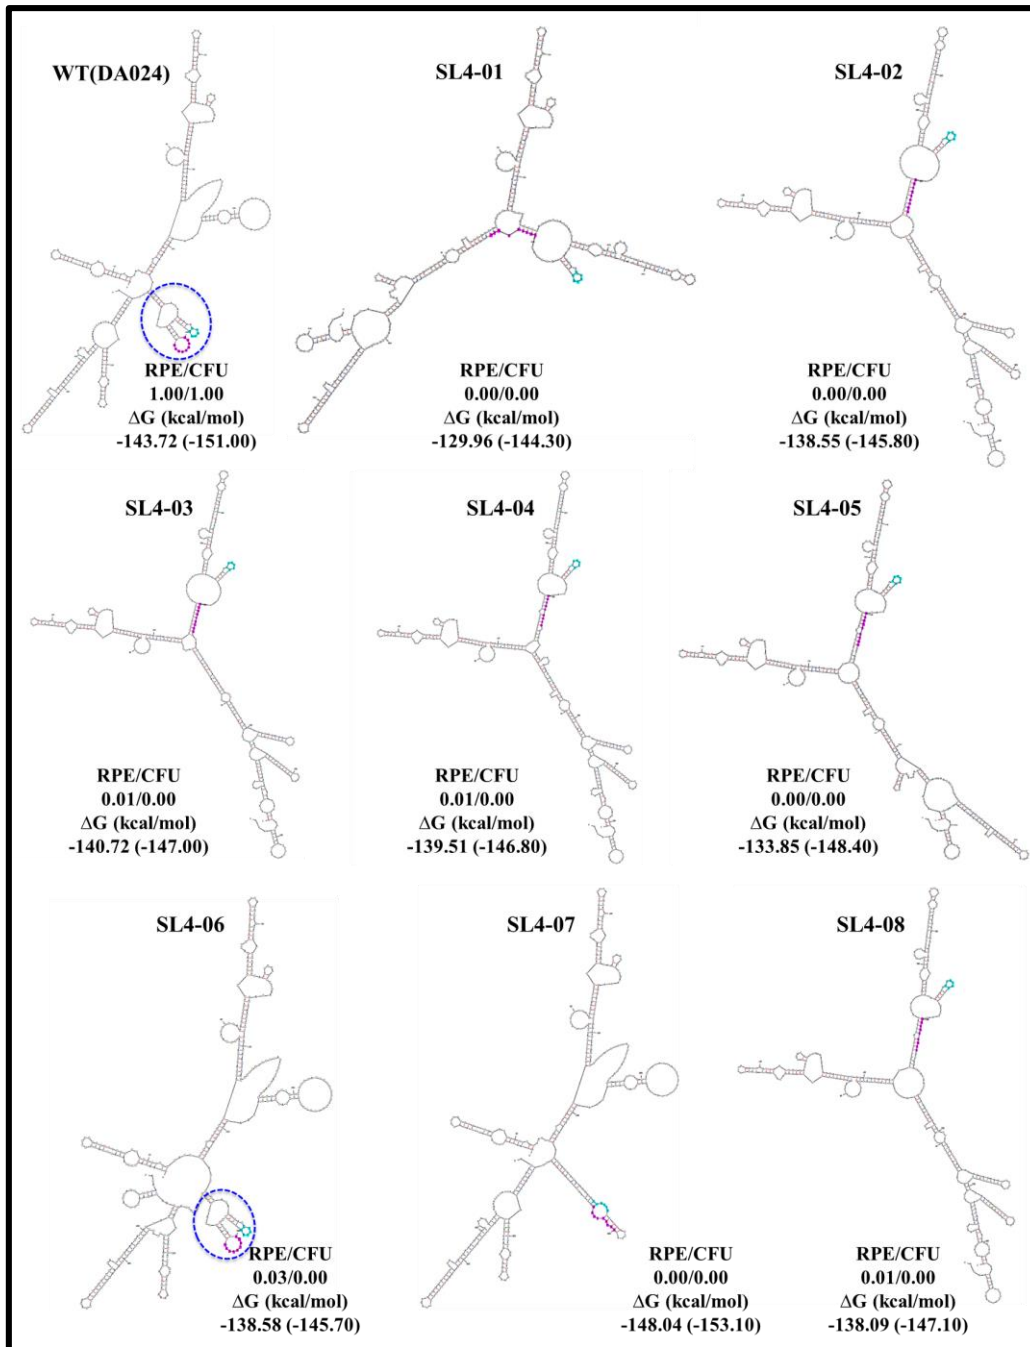 WT(DA024)
RPE/CFU
1.00/1.00
ΔG (kcal/mol)
-143.72 (-151.00)
SL4-01
RPE/CFU
0.00/0.00
ΔG (kcal/mol)
-129.96 (-144.30)
SL4-02
RPE/CFU
0.00/0.00
ΔG (kcal/mol)
-138.55 (-145.80)
SL4-03
RPE/CFU
0.01/0.00
ΔG (kcal/mol)
-140.72 (-147.00)
SL4-04
RPE/CFU
0.01/0.00
ΔG (kcal/mol)
-139.51 (-146.80)
SL4-05
RPE/CFU
0.00/0.00
ΔG (kcal/mol)
-133.85 (-148.40)
SL4-06
RPE/CFU
0.03/0.00
ΔG (kcal/mol)
-138.58 (-145.70)
SL4-07
RPE/CFU
0.00/0.00
ΔG (kcal/mol)
-148.04 (-153.10)
SL4-08
RPE/CFU
0.01/0.00
ΔG (kcal/mol)
-138.09 (-147.10)